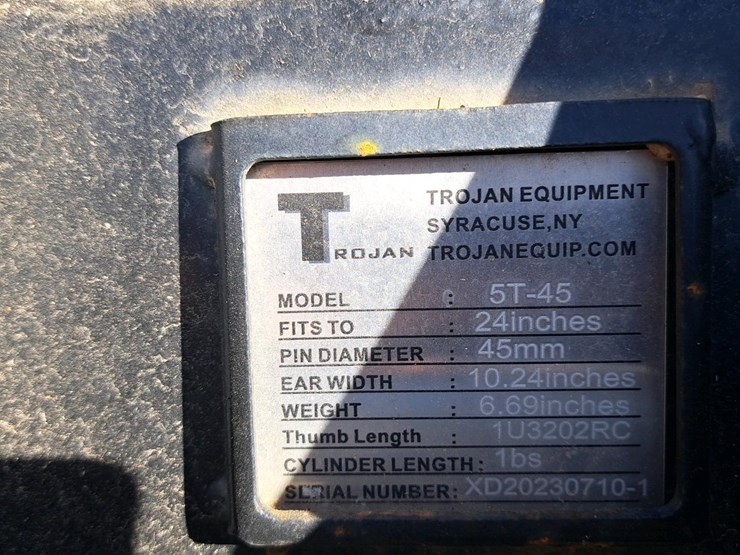 TROJAN
TROJAN EQUIPMENT
SYRACUSE,NY
TROJANEQUIP.COM
MODEL : 5T-45
FITS TO : 24inches
PIN DIAMETER : 45mm
EAR WIDTH : 10.24inches
WEIGHT : 6.69inches
Thumb Length : 1U3202RC
CYLINDER LENGTH: 1bs
SERIAL NUMBER: XD20230710-1